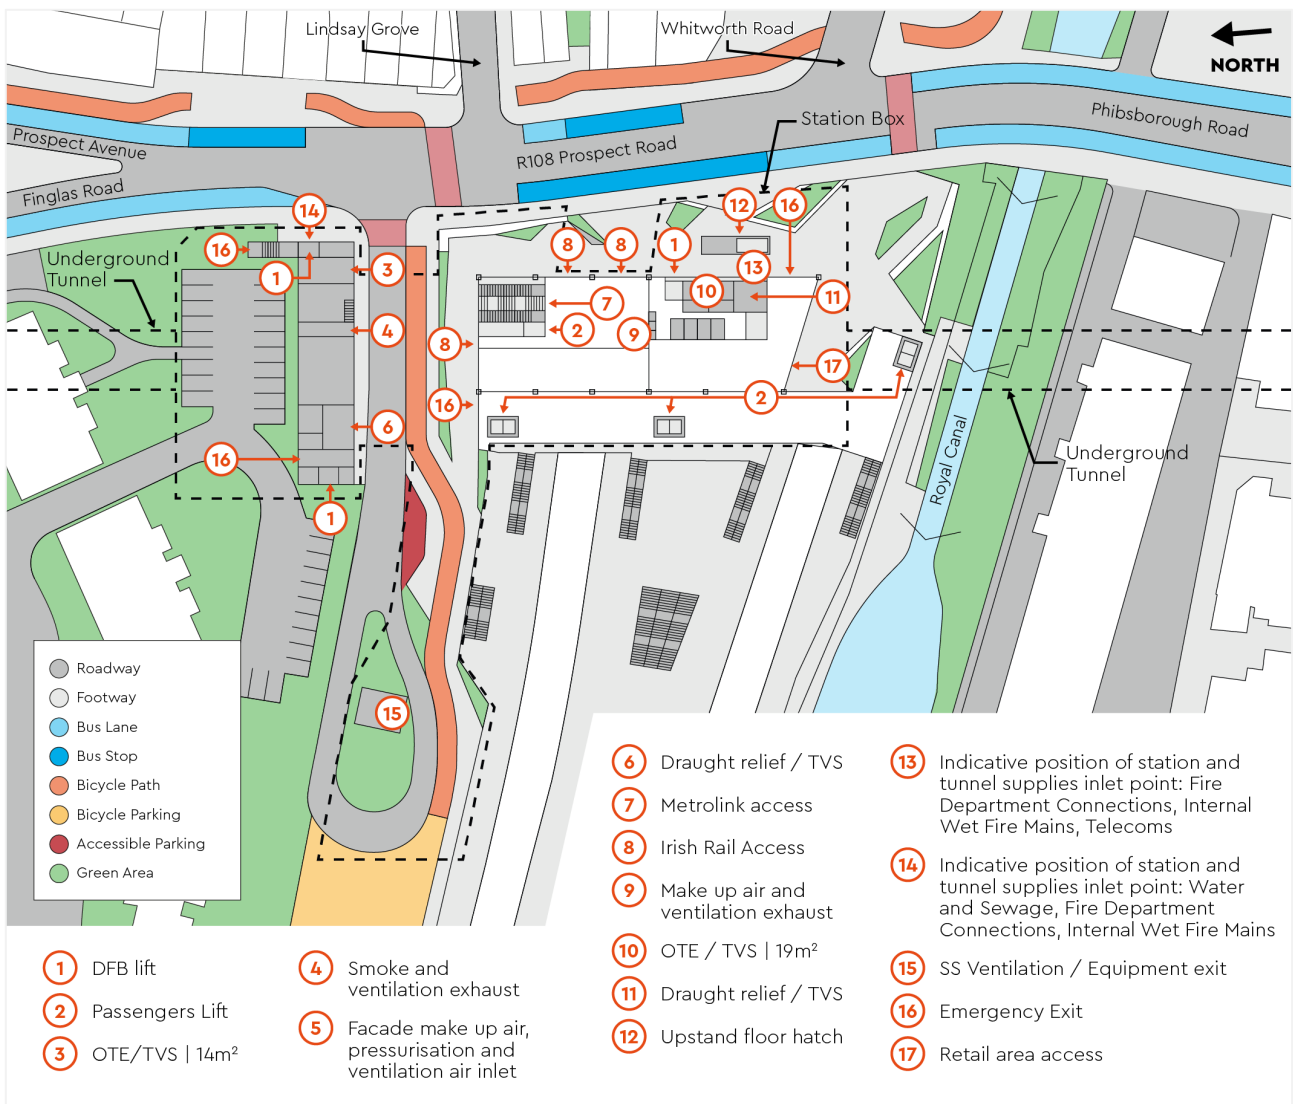 Lindsay Grove
Whitworth Road
NORTH
Station Box
Phibsborough Road
Prospect Avenue
R108 Prospect Road
Finglas Road
14
12
16
16
8
8
1
Underground
Tunnel
1
3
13
10
11
7
4
2
9
8
17
2
16
6
16
Royal Canal
Underground
Tunnel
1
15
Roadway
Footway
Bus Lane
Bus Stop
Bicycle Path
Bicycle Parking
Accessible Parking
Green Area
1 DFB lift
2 Passengers Lift
3 OTE/TVS | 14m²
4 Smoke and
ventilation exhaust
5 Facade make up air,
pressurisation and
ventilation air inlet
6 Draught relief / TVS
7 Metrolink access
8 Irish Rail Access
9 Make up air and
ventilation exhaust
10 OTE / TVS | 19m²
11 Draught relief / TVS
12 Upstand floor hatch
13 Indicative position of station and
tunnel supplies inlet point: Fire
Department Connections, Internal
Wet Fire Mains, Telecoms
14 Indicative position of station and
tunnel supplies inlet point: Water
and Sewage, Fire Department
Connections, Internal Wet Fire Mains
15 SS Ventilation / Equipment exit
16 Emergency Exit
17 Retail area access